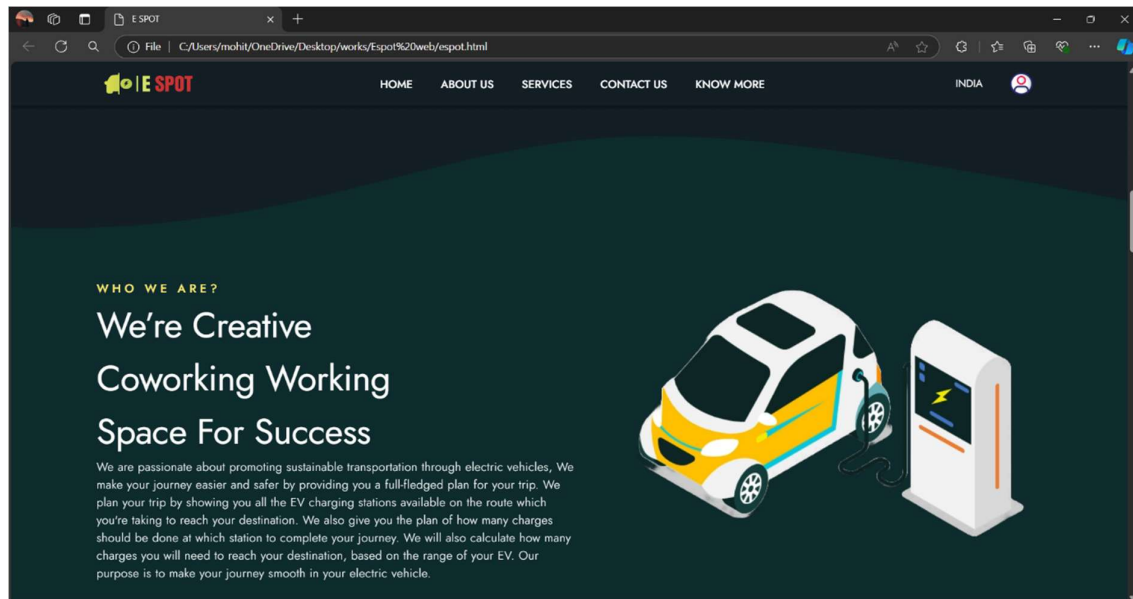 E SPOT
File | C:/Users/mohit/OneDrive/Desktop/works/Espot%20web/espot.html
E SPOT HOME ABOUT US SERVICES CONTACT US KNOW MORE INDIA
WHO WE ARE?
We're Creative
Coworking Working
Space For Success
We are passionate about promoting sustainable transportation through electric vehicles, We
make your journey easier and safer by providing you a full-fledged plan for your trip. We
plan your trip by showing you all the EV charging stations available on the route which
you're taking to reach your destination. We also give you the plan of how many charges
should be done at which station to complete your journey. We will also calculate how many
charges you will need to reach your destination, based on the range of your EV. Our
purpose is to make your journey smooth in your electric vehicle.